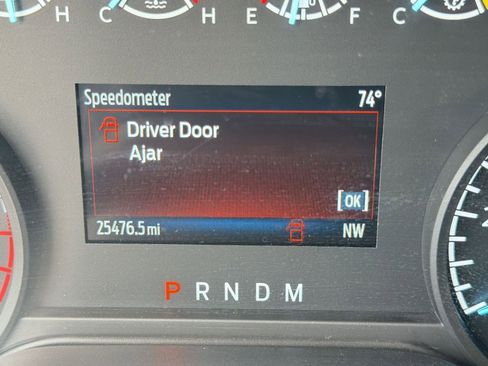 H C H E F C
Speedometer 74°
Driver Door
Ajar
[OK]
25476.5 mi NW
P R N D M